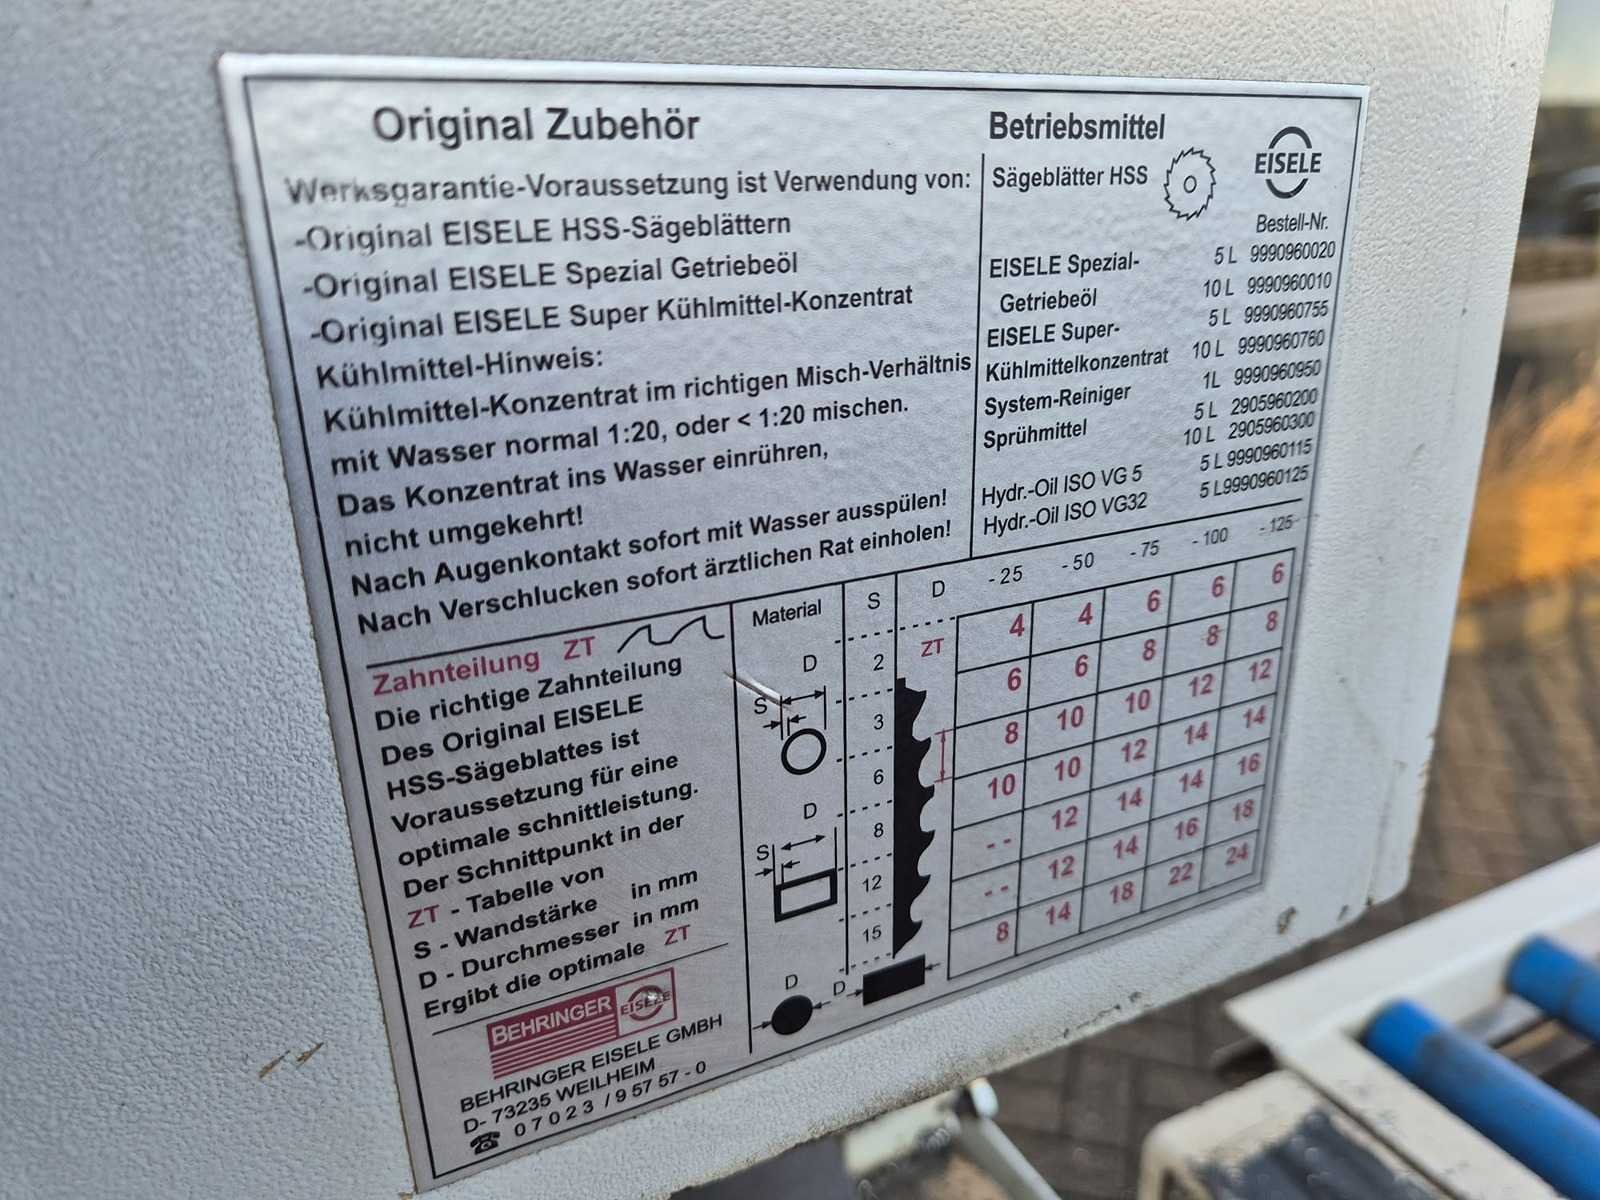 Original Zubehör
Werksgarantie-Voraussetzung ist Verwendung von:
-Original EISELE HSS-Sägeblättern
-Original EISELE Spezial Getriebeöl
-Original EISELE Super Kühlmittel-Konzentrat
Kühlmittel-Hinweis:
Kühlmittel-Konzentrat im richtigen Misch-Verhältnis
mit Wasser normal 1:20, oder < 1:20 mischen.
Das Konzentrat ins Wasser einrühren,
nicht umgekehrt!
Nach Augenkontakt sofort mit Wasser ausspülen!
Nach Verschlucken sofort ärztlichen Rat einholen!
Betriebsmittel
Sägeblätter HSS
EISELE
Bestell-Nr.
EISELE Spezial- 5 L 9990960020
Getriebeöl 10 L 9990960010
EISELE Super- 5 L 9990960755
Kühlmittelkonzentrat 10 L 9990960760
System-Reiniger 1L 9990960950
Sprühmittel 5 L 2905960200
10 L 2905960300
Hydr.-Oil ISO VG 5 5 L 9990960115
Hydr.-Oil ISO VG32 5 L9990960125
Zahnteilung ZT
Die richtige Zahnteilung
Des Original EISELE
HSS-Sägeblattes ist
Voraussetzung für eine
optimale schnittleistung.
Der Schnittpunkt in der
ZT - Tabelle von
S - Wandstärke in mm
D - Durchmesser in mm
Ergibt die optimale ZT
BEHRINGER EISELE
BEHRINGER EISELE GMBH
D- 73235 WEILHEIM
☎ 0 7 0 2 3 / 9 57 57 - 0
Material S D - 25 - 50 - 75 - 100 - 125
ZT
D
S
D
S
D
D
2 4 4 6 6 6
3 6 6 8 8 8
6 8 10 10 12 12
8 10 10 12 14 14
12 - - 12 14 14 16
15 - - 12 14 16 18
8 14 18 22 24